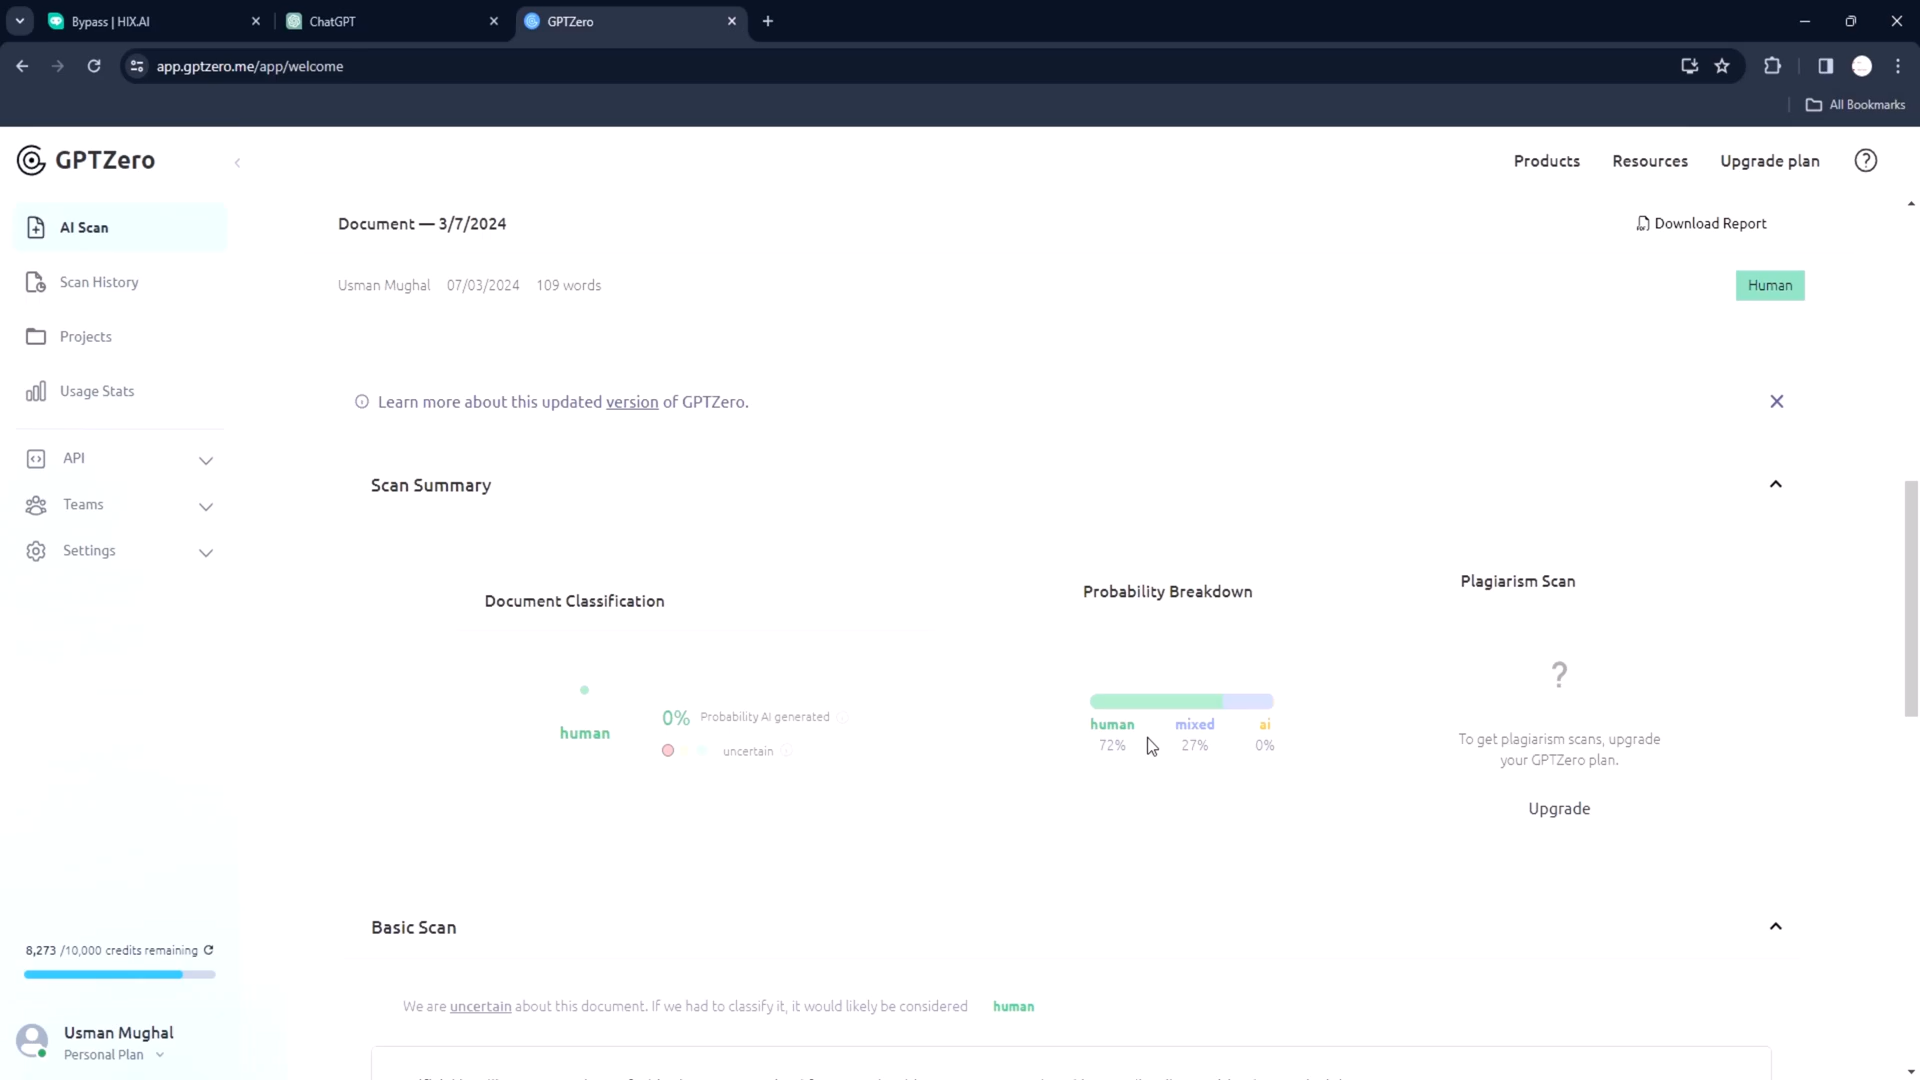 Bypass | HIX.AI
ChatGPT
GPTZero
app.gptzero.me/app/welcome
All Bookmarks
GPTZero
Products
Resources
Upgrade plan
AI Scan
Scan History
Projects
Usage Stats
API
Teams
Settings
Document — 3/7/2024
Download Report
Usman Mughal 07/03/2024 109 words
Human
Learn more about this updated version of GPTZero.
Scan Summary
Document Classification
human
0% Probability AI generated
uncertain
Probability Breakdown
human mixed ai
72% 27% 0%
Plagiarism Scan
?
To get plagiarism scans, upgrade
your GPTZero plan.
Upgrade
Basic Scan
We are uncertain about this document. If we had to classify it, it would likely be considered human
8,273 /10,000 credits remaining
Usman Mughal
Personal Plan